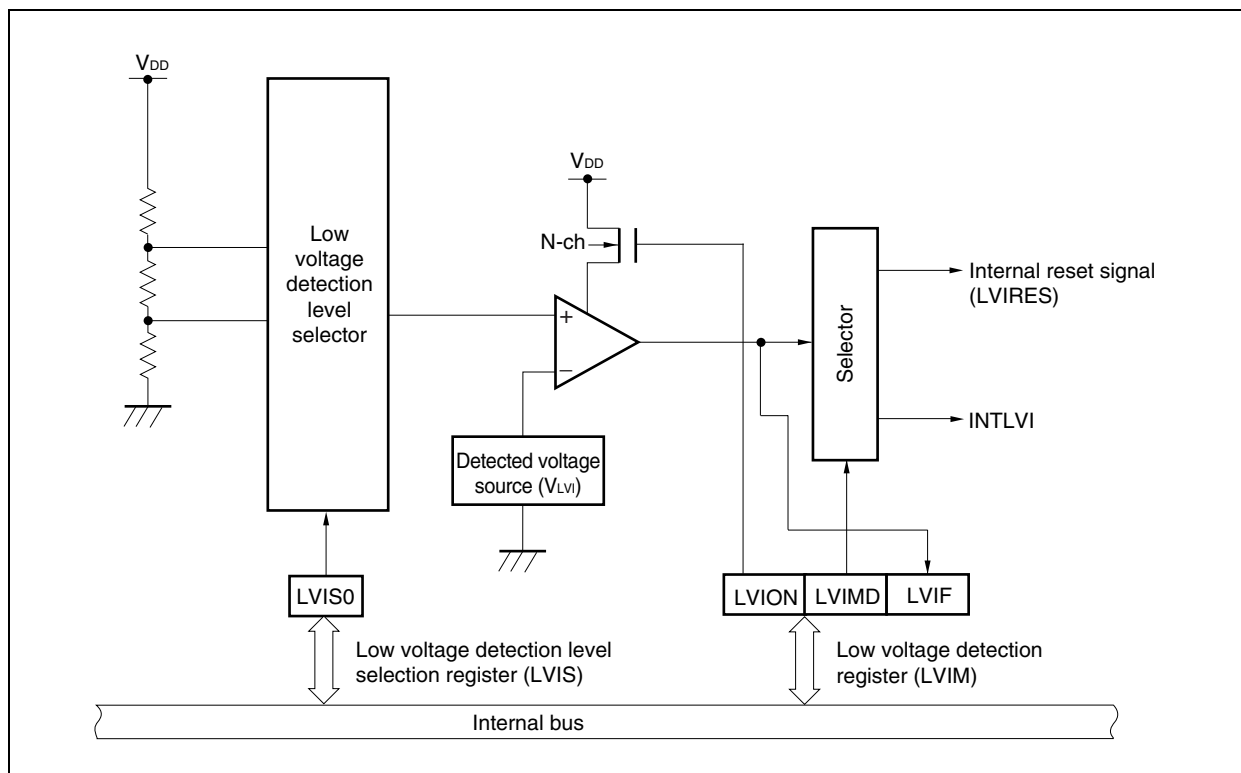 VDD
Low
voltage
detection
level
selector
VDD
N-ch
+
−
Detected voltage
source (VLVI)
Selector
Internal reset signal
(LVIRES)
INTLVI
LVIS0
LVION
LVIMD
LVIF
Low voltage detection level
selection register (LVIS)
Low voltage detection
register (LVIM)
Internal bus